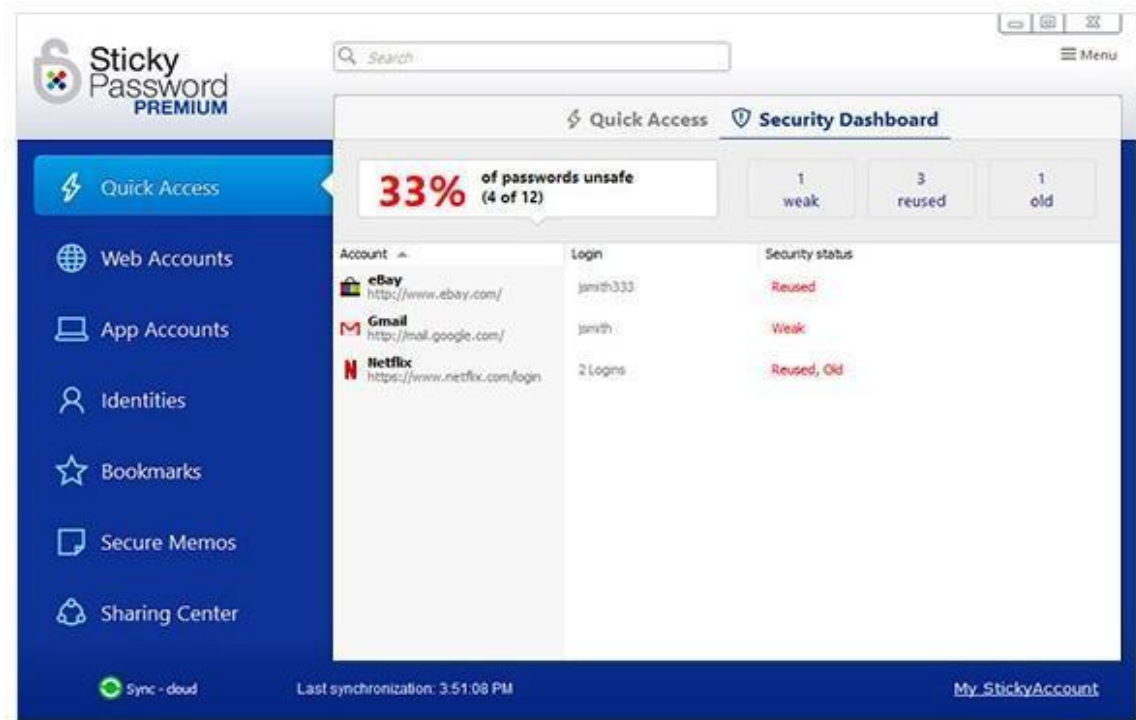 Sticky
Password
PREMIUM
Search
Menu
Quick Access
Security Dashboard
33%
of passwords unsafe
(4 of 12)
1
weak
3
reused
1
old
Quick Access
Web Accounts
App Accounts
Identities
Bookmarks
Secure Memos
Sharing Center
Account Login Security status
eBay
http://www.ebay.com/ jsmith333 Reused
Gmail
http://mail.google.com/ jsmith Weak
Netflix
https://www.netflix.com/login 2 Logins Reused, Old
Sync - cloud
Last synchronization: 3:51:08 PM
My StickyAccount